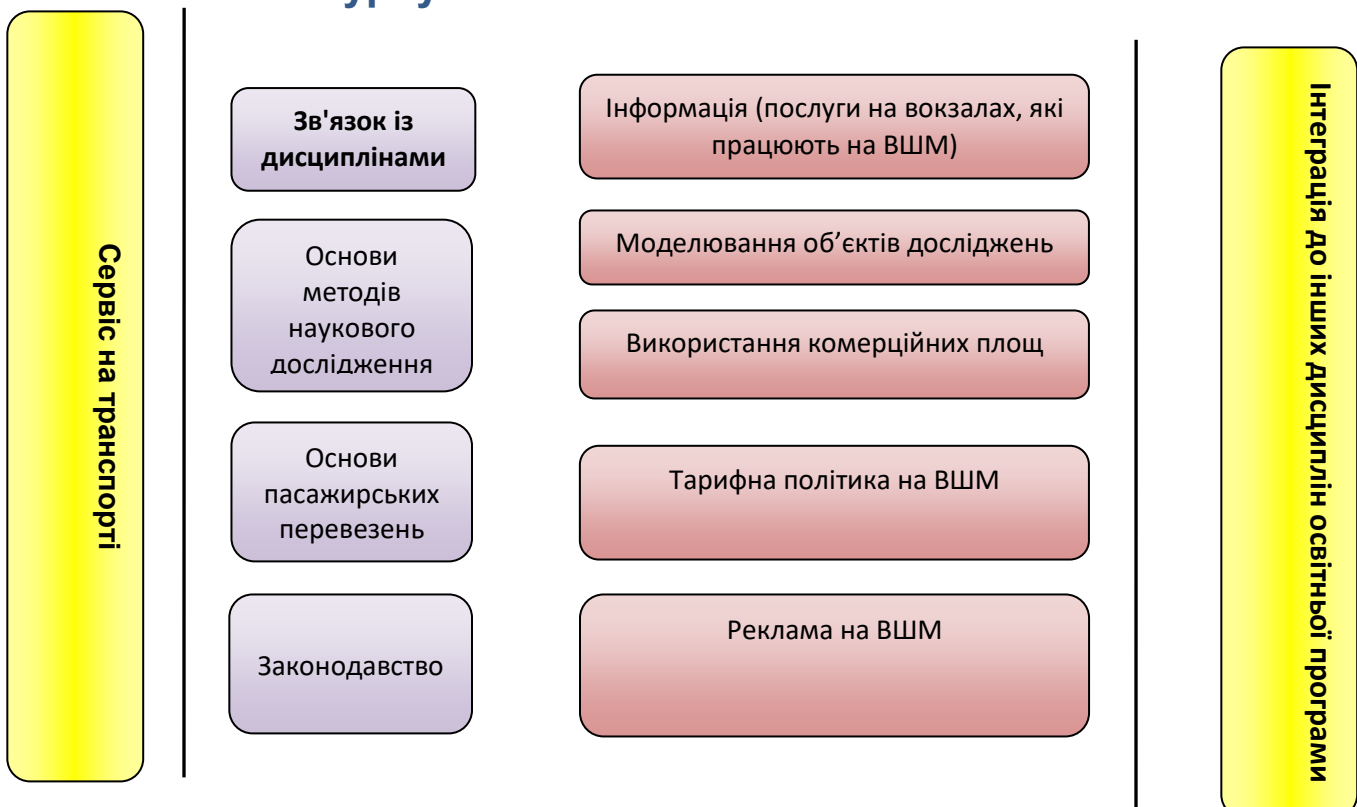 Сервіс на транспорті
Зв'язок із
дисциплінами
Основи
методів
наукового
дослідження
Основи
пасажирських
перевезень
Законодавство
Інформація (послуги на вокзалах, які
працюють на ВШМ)
Моделювання об’єктів досліджень
Використання комерційних площ
Тарифна політика на ВШМ
Реклама на ВШМ
Інтеграція до інших дисциплін освітньої програми